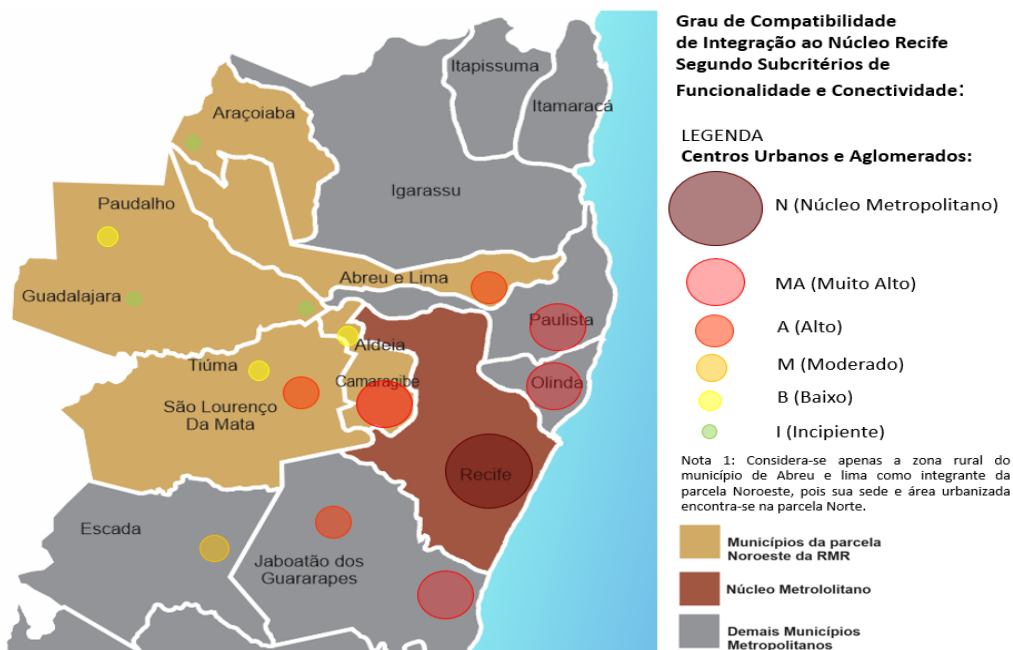 Grau de Compatibilidade
de Integração ao Núcleo Recife
Segundo Subcritérios de
Funcionalidade e Conectividade:
LEGENDA
Centros Urbanos e Aglomerados:
N (Núcleo Metropolitano)
MA (Muito Alto)
A (Alto)
M (Moderado)
B (Baixo)
I (Incipiente)
Nota 1: Considera-se apenas a zona rural do
município de Abreu e lima como integrante da
parcela Noroeste, pois sua sede e área urbanizada
encontra-se na parcela Norte.
Municípios da parcela
Noroeste da RMR
Núcleo Metrololitano
Demais Municípios
Metropolitanos
Itapissuma
Itamaracá
Araçoiaba
Igarassu
Paudalho
Abreu e Lima
Guadalajara
Paulista
Aldeia
Tiúma
Camaragibe
Olinda
São Lourenço
Da Mata
Recife
Escada
Jaboatão dos
Guararapes